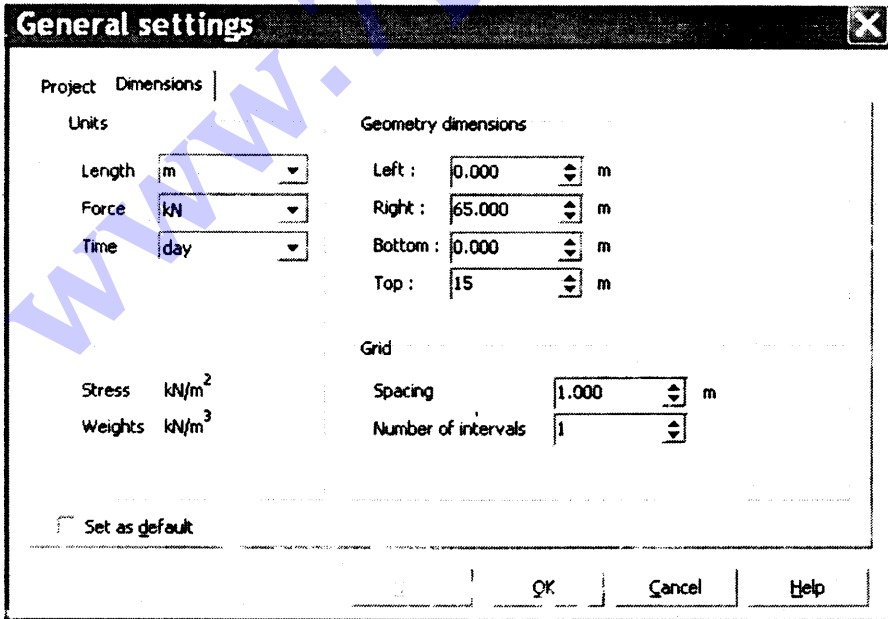 General settings
Project Dimensions
Units
Length m
Force kN
Time day
Stress kN/m²
Weights kN/m³
Geometry dimensions
Left : 0.000 m
Right : 65.000 m
Bottom : 0.000 m
Top : 15 m
Grid
Spacing 1.000 m
Number of intervals 1
Set as default
OK Cancel Help
www.